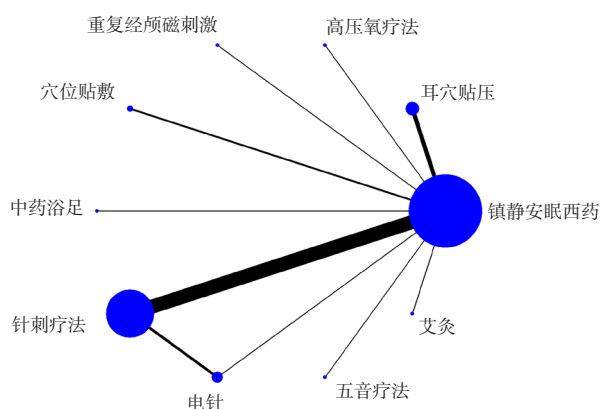 重复经颅磁刺激
高压氧疗法
穴位贴敷
耳穴贴压
中药浴足
镇静安眠西药
针刺疗法
艾灸
五音疗法
电针